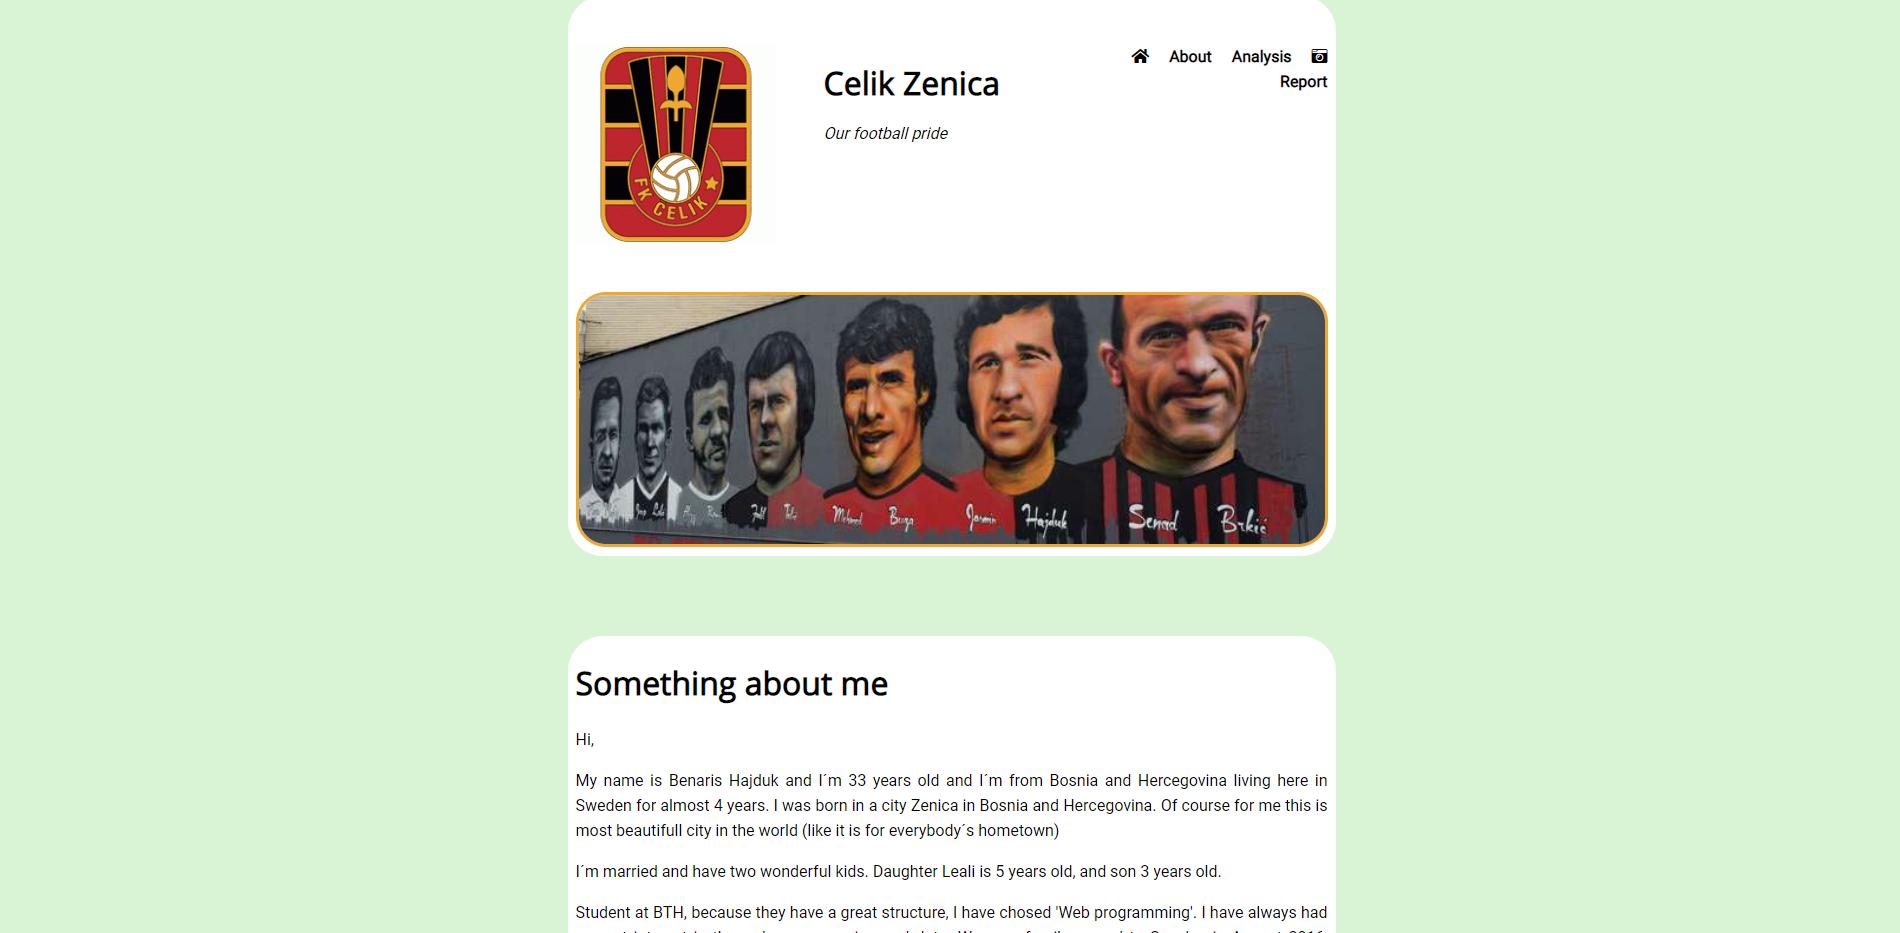 About Analysis
Report
Celik Zenica
Our football pride
FK CELIK
Mehmed Buza Jasmin Hajduk Senad Brkić
Something about me
Hi,
My name is Benaris Hajduk and I´m 33 years old and I´m from Bosnia and Hercegovina living here in
Sweden for almost 4 years. I was born in a city Zenica in Bosnia and Hercegovina. Of course for me this is
most beautifull city in the world (like it is for everybody´s hometown)
I´m married and have two wonderful kids. Daughter Leali is 5 years old, and son 3 years old.
Student at BTH, because they have a great structure, I have chosed 'Web programming'. I have always had